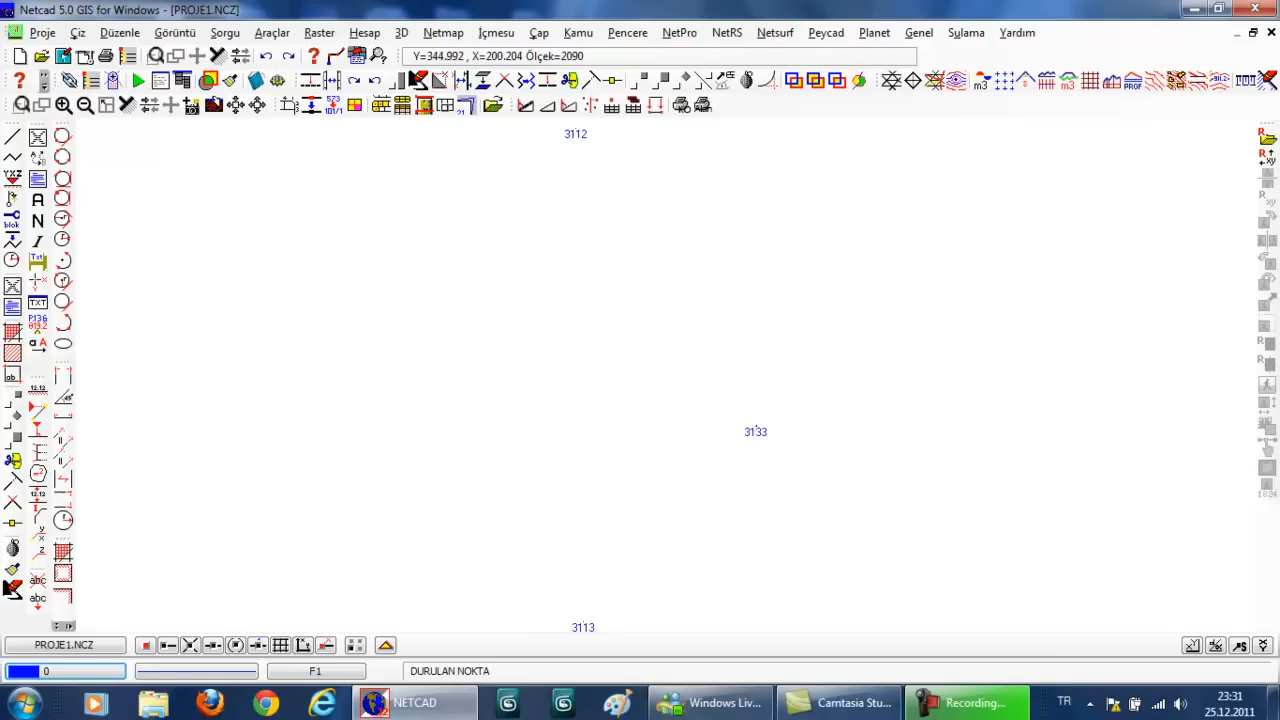 Netcad 5.0 GIS for Windows - [PROJE1.NCZ]
Proje Çiz Düzenle Görüntü Sorgu Araçlar Raster Hesap 3D Netmap İçmesu Çap Kamu Pencere NetPro NetRS Netsurf Peycad Planet Genel Sulama Yardım
Y=344.992 , X=200.204 Ölçek=2090
3112
3133
3113
PROJE1.NCZ
0
F1
DURULAN NOKTA
NETCAD
Windows Liv...
Camtasia Stu...
Recording...
TR
23:31
25.12.2011